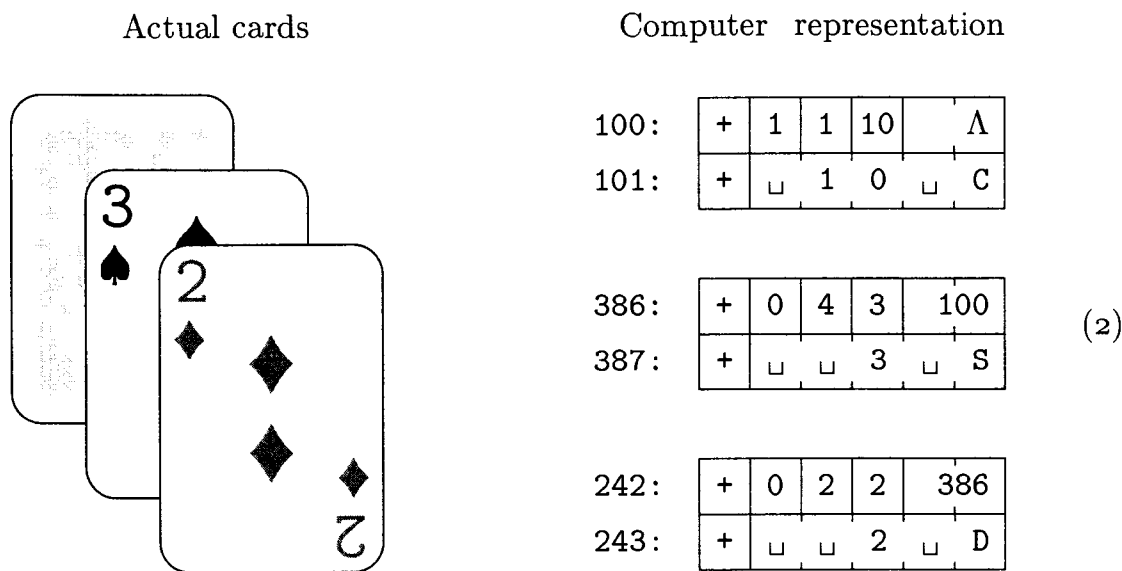 Actual cards
Computer representation
3
2
2
100: + 1 1 10 Λ
101: + ␣ 1 0 ␣ C
386: + 0 4 3 100
387: + ␣ ␣ 3 ␣ S
(2)
242: + 0 2 2 386
243: + ␣ ␣ 2 ␣ D